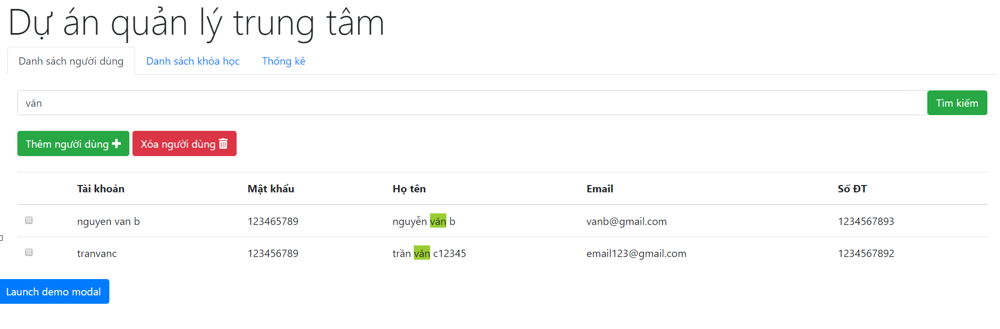 Dự án quản lý trung tâm
Danh sách người dùng Danh sách khóa học Thống kê
văn Tìm kiếm
Thêm người dùng Xóa người dùng
Tài khoản Mật khẩu Họ tên Email Số ĐT
nguyen van b 123465789 nguyễn văn b vanb@gmail.com 1234567893
tranvanc 123456789 trần văn c12345 email123@gmail.com 1234567892
Launch demo modal